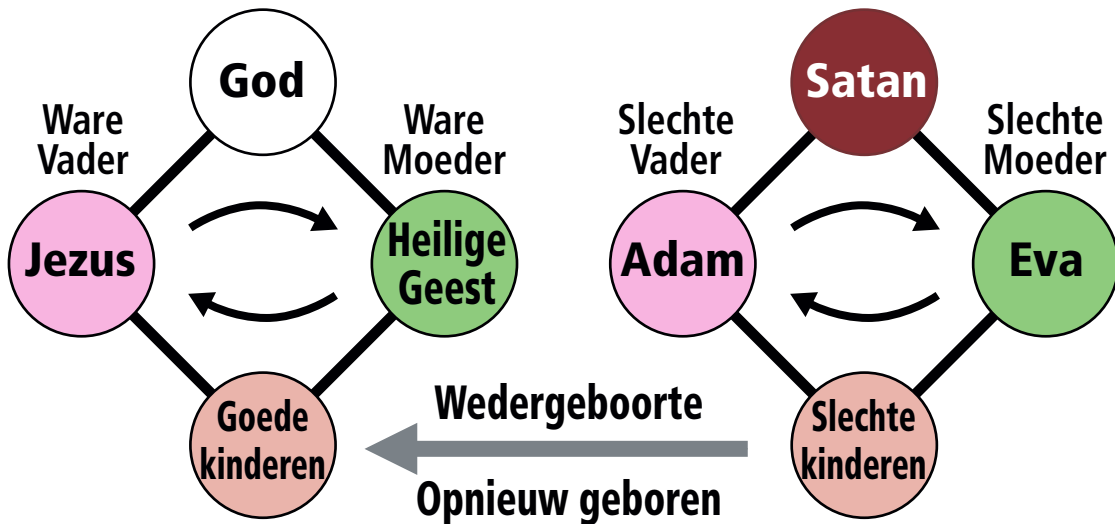 God
Ware
Vader
Ware
Moeder
Jezus
Heilige
Geest
Goede
kinderen
Satan
Slechte
Vader
Slechte
Moeder
Adam
Eva
Slechte
kinderen
Wedergeboorte
Opnieuw geboren